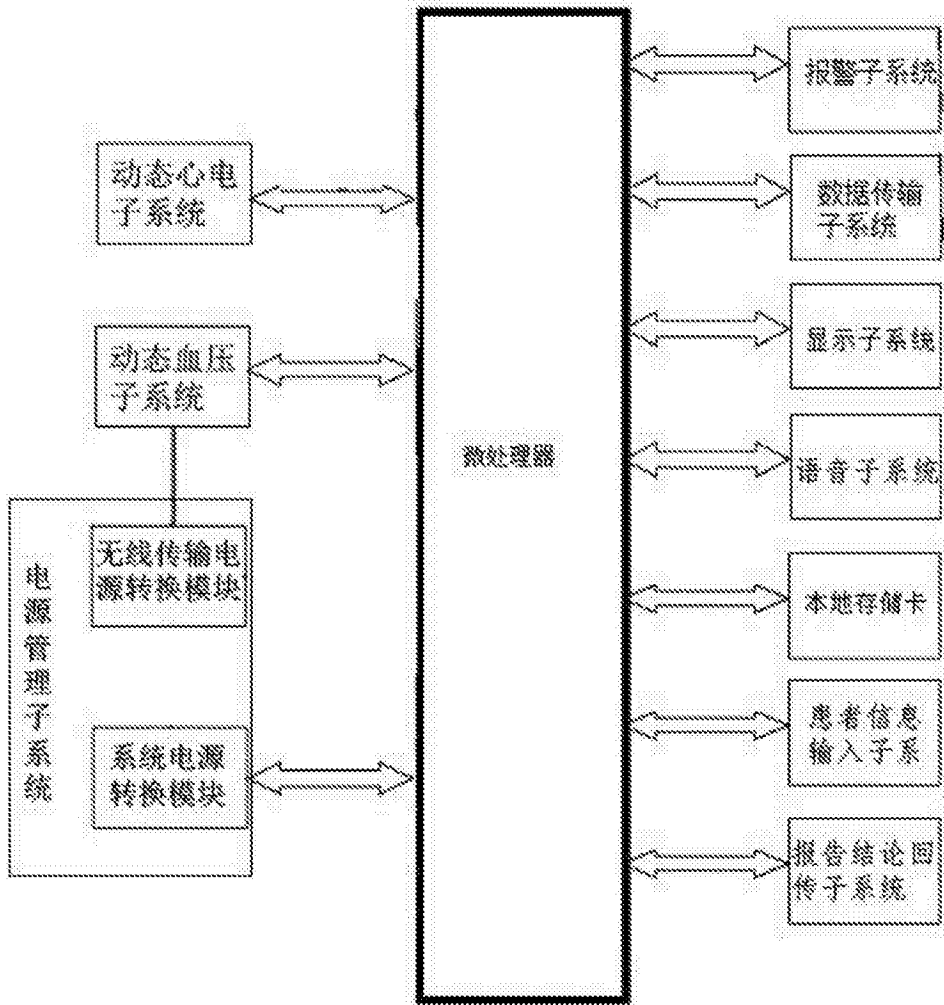 动态心电
子系统
动态血压
子系统
电源管理子系统
无线传输电
源转换模块
系统电源
转换模块
微处理器
报警子系统
数据传输
子系统
显示子系统
语音子系统
本地存储卡
患者信息
输入子系
报告结论回
传子系统